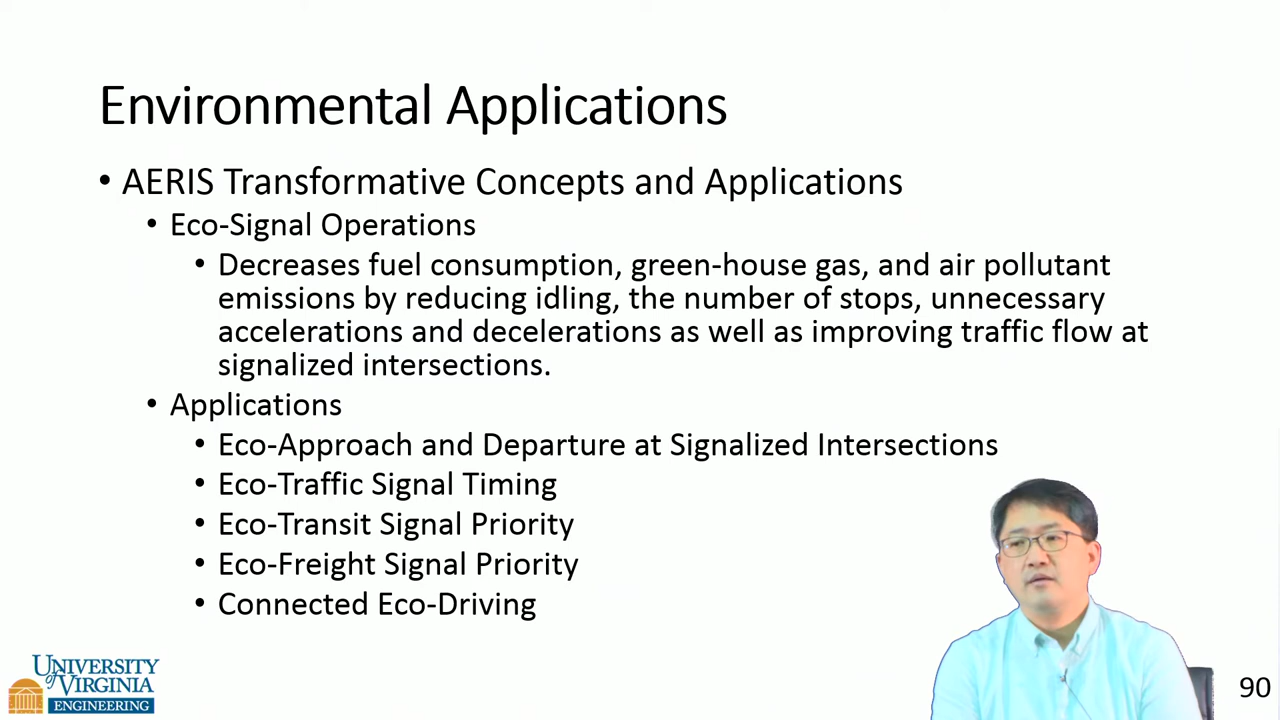 Environmental Applications
• AERIS Transformative Concepts and Applications
• Eco-Signal Operations
• Decreases fuel consumption, green-house gas, and air pollutant
emissions by reducing idling, the number of stops, unnecessary
accelerations and decelerations as well as improving traffic flow at
signalized intersections.
• Applications
• Eco-Approach and Departure at Signalized Intersections
• Eco-Traffic Signal Timing
• Eco-Transit Signal Priority
• Eco-Freight Signal Priority
• Connected Eco-Driving
UNIVERSITY
of VIRGINIA
ENGINEERING
90